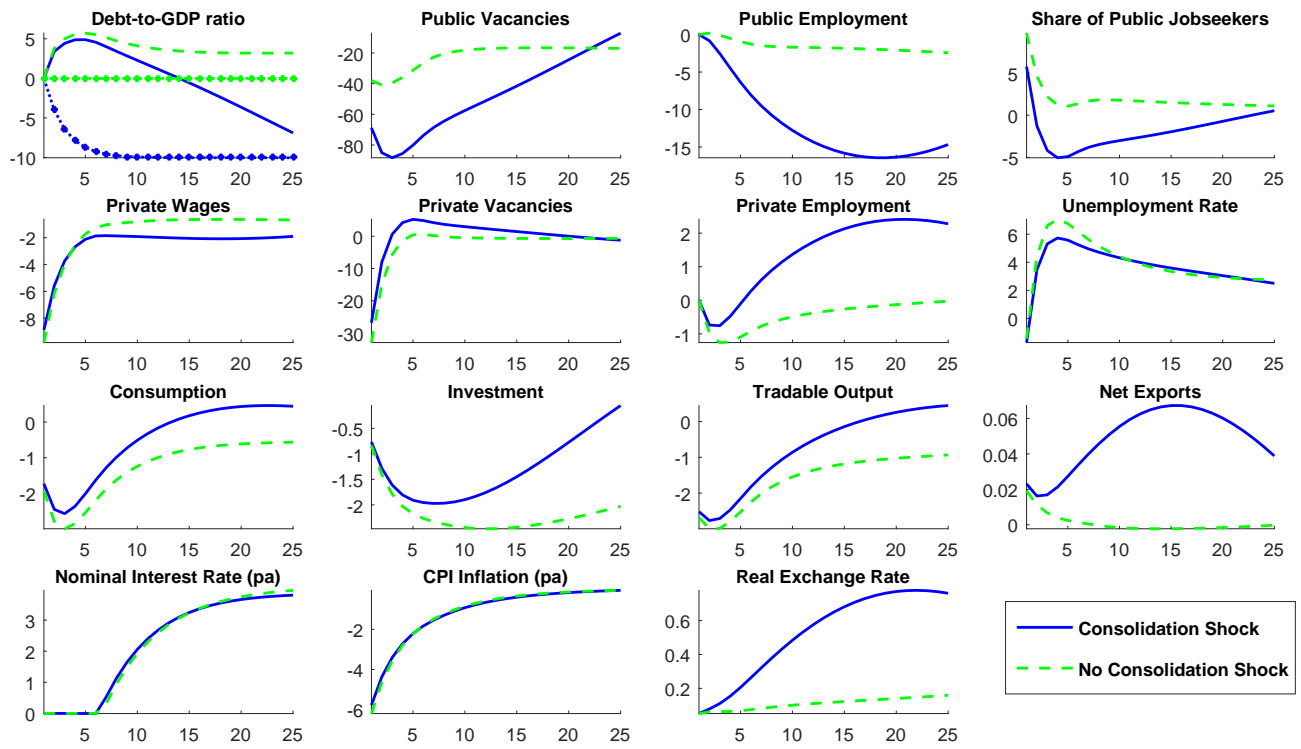 Debt-to-GDP ratio
5
0
-5
-10
5 10 15 20 25
Public Vacancies
-20
-40
-60
-80
5 10 15 20 25
Public Employment
0
-5
-10
-15
5 10 15 20 25
Share of Public Jobseekers
5
0
-5
5 10 15 20 25
Private Wages
-2
-4
-6
-8
5 10 15 20 25
Private Vacancies
0
-10
-20
-30
5 10 15 20 25
Private Employment
2
1
0
-1
5 10 15 20 25
Unemployment Rate
6
4
2
0
5 10 15 20 25
Consumption
0
-1
-2
5 10 15 20 25
Investment
-0.5
-1
-1.5
-2
5 10 15 20 25
Tradable Output
0
-1
-2
5 10 15 20 25
Net Exports
0.06
0.04
0.02
0
5 10 15 20 25
Nominal Interest Rate (pa)
3
2
1
0
5 10 15 20 25
CPI Inflation (pa)
-2
-4
-6
5 10 15 20 25
Real Exchange Rate
0.6
0.4
0.2
5 10 15 20 25
Consolidation Shock
No Consolidation Shock